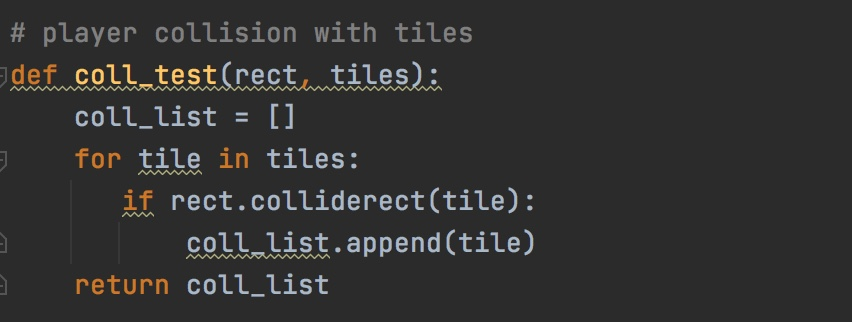 # player collision with tiles
def coll_test(rect, tiles):
    coll_list = []
    for tile in tiles:
       if rect.colliderect(tile):
           coll_list.append(tile)
    return coll_list